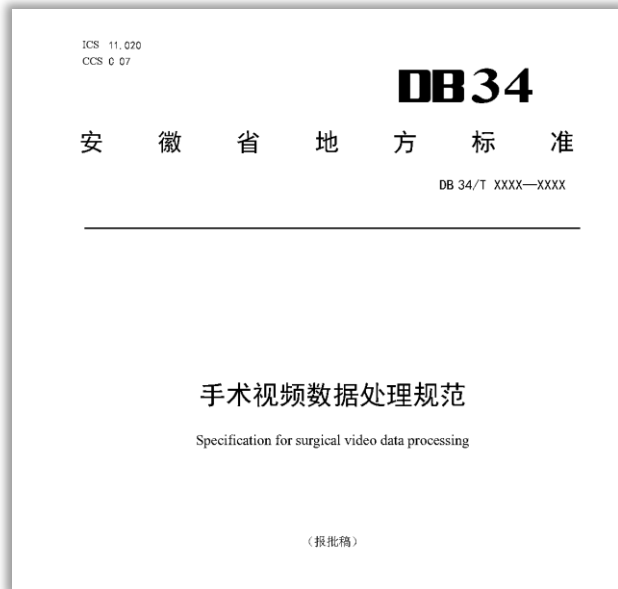 ICS 11.020
CCS C 07
DB34
安徽省地方标准
DB 34/T XXXX—XXXX
手术视频数据处理规范
Specification for surgical video data processing
（报批稿）